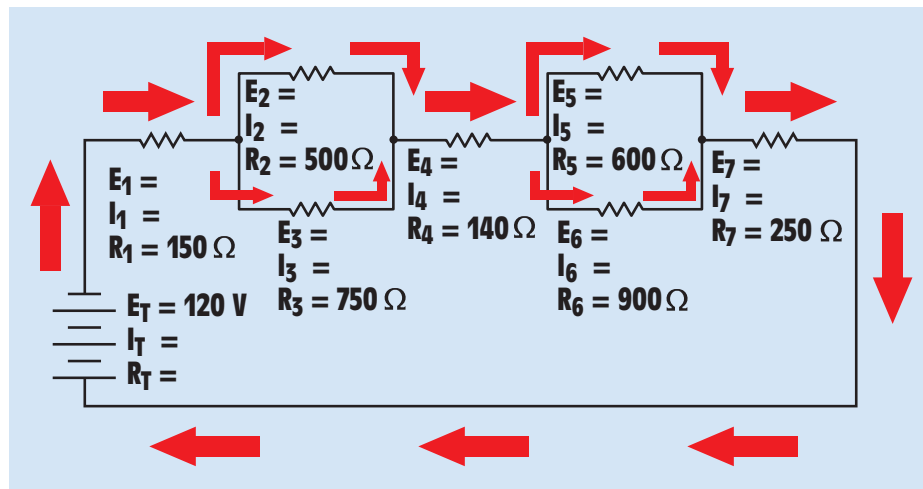 E2 =
I2 =
R2 = 500 Ω
E5 =
I5 =
R5 = 600 Ω
E1 =
I1 =
R1 = 150 Ω
E3 =
I3 =
R3 = 750 Ω
E4 =
I4 =
R4 = 140 Ω
E6 =
I6 =
R6 = 900 Ω
E7 =
I7 =
R7 = 250 Ω
ET = 120 V
IT =
RT =